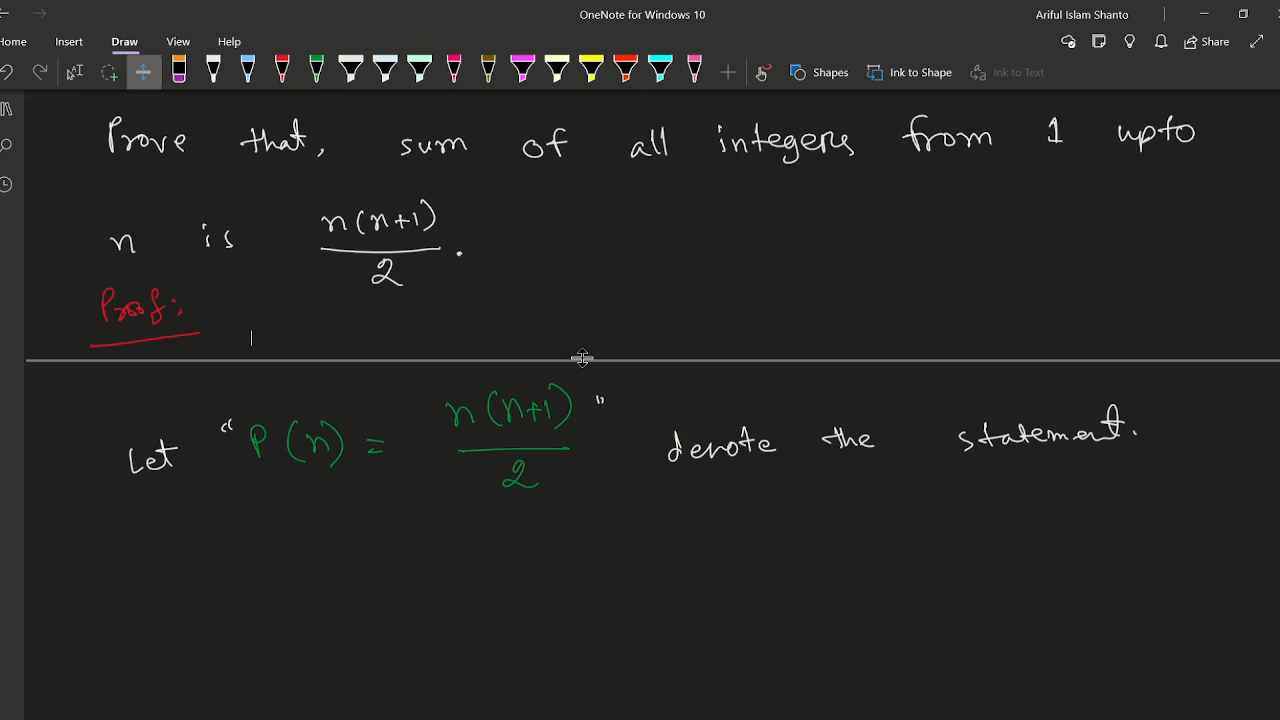 OneNote for Windows 10
Ariful Islam Shanto
Home Insert Draw View Help
Share
Shapes Ink to Shape Ink to Text
Prove that, sum of all integers from 1 upto
n is n(n+1)/2 .
Proof:
Let “P(n) = n(n+1)/2” denote the statement.